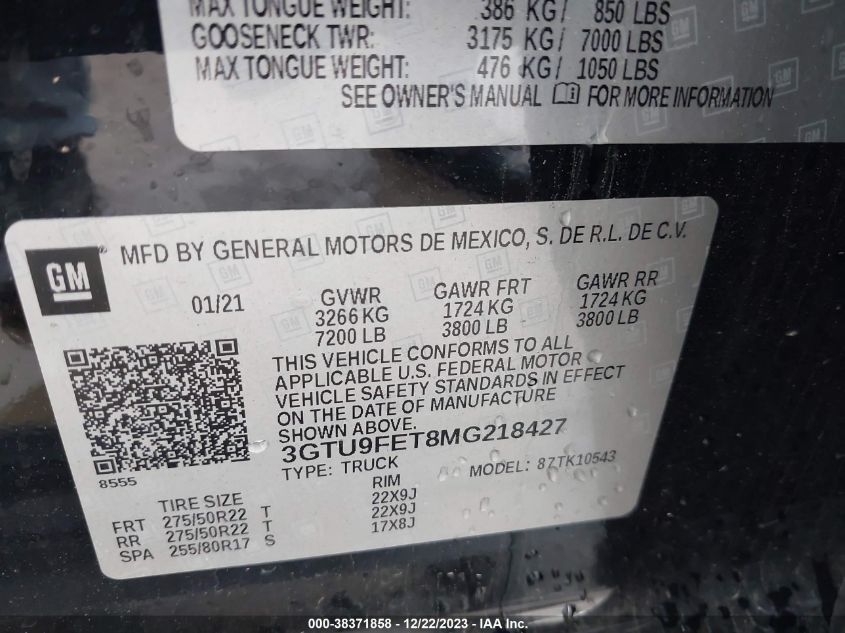 MAX TONGUE WEIGHT: 386 KG/ 850 LBS
GOOSENECK TWR: 3175 KG/ 7000 LBS
MAX TONGUE WEIGHT: 476 KG/ 1050 LBS
SEE OWNER'S MANUAL FOR MORE INFORMATION
GM
MFD BY GENERAL MOTORS DE MEXICO, S. DE R.L. DE C.V.
01/21 GVWR GAWR FRT GAWR RR
3266 KG 1724 KG 1724 KG
7200 LB 3800 LB 3800 LB
THIS VEHICLE CONFORMS TO ALL
APPLICABLE U.S. FEDERAL MOTOR
VEHICLE SAFETY STANDARDS IN EFFECT
ON THE DATE OF MANUFACTURE
SHOWN ABOVE.
3GTU9FET8MG218427
TYPE: TRUCK MODEL: 87TK10543
8555
TIRE SIZE RIM
FRT 275/50R22 T 22X9J
RR 275/50R22 T 22X9J
SPA 255/80R17 S 17X8J
000-38371858 - 12/22/2023 - IAA Inc.